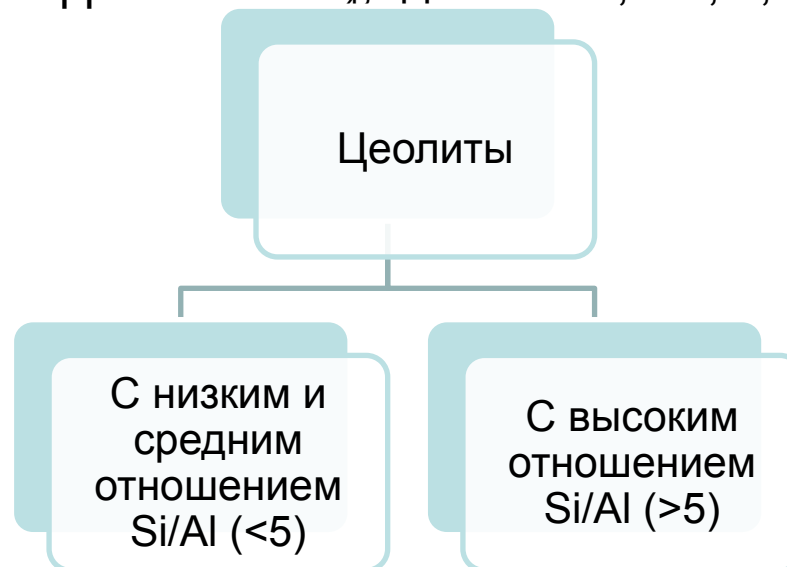 Цеолиты
С низким и
средним
отношением
Si/Al (<5)
С высоким
отношением
Si/Al (>5)